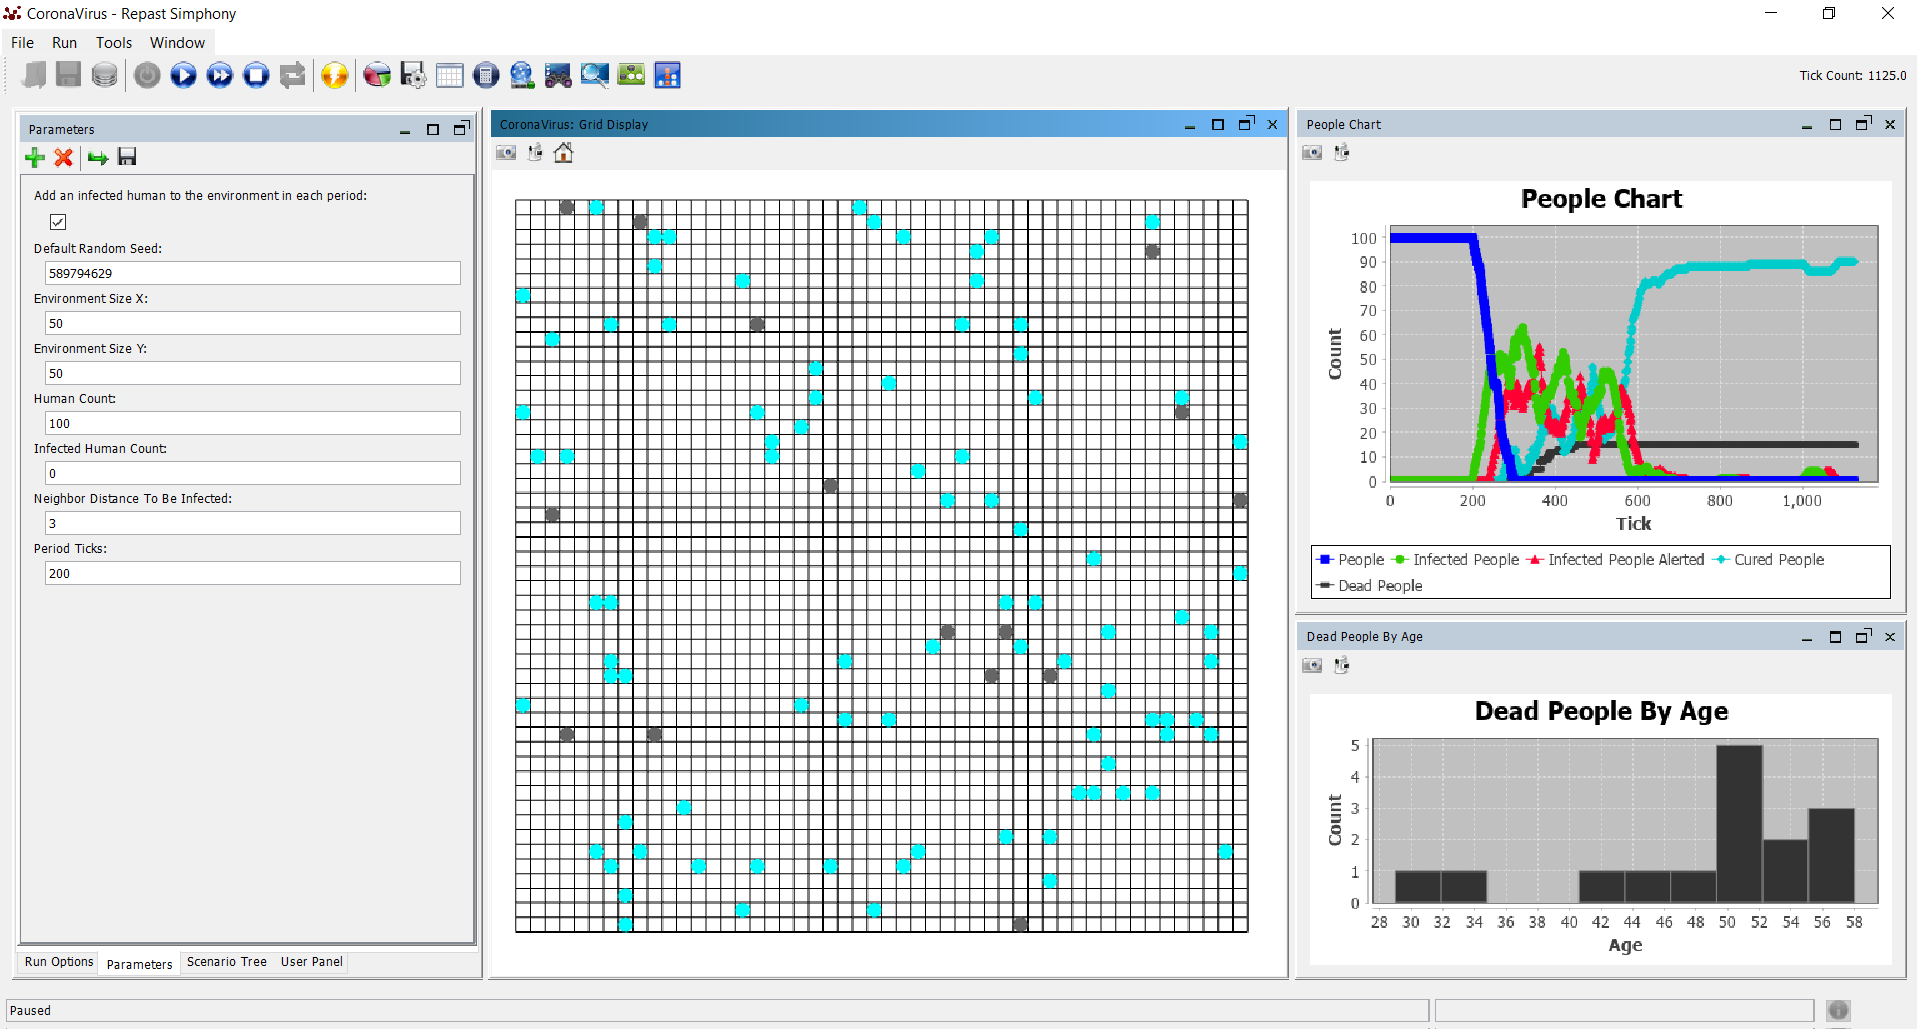 CoronaVirus - Repast Simphony
File Run Tools Window
Tick Count: 1125.0
Parameters
Add an infected human to the environment in each period:
Default Random Seed:
589794629
Environment Size X:
50
Environment Size Y:
50
Human Count:
100
Infected Human Count:
0
Neighbor Distance To Be Infected:
3
Period Ticks:
200
Run Options Parameters Scenario Tree User Panel
CoronaVirus: Grid Display
People Chart
People Chart
100
90
80
70
60
50
40
30
20
10
0
Count
0 200 400 600 800 1,000
Tick
People Infected People Infected People Alerted Cured People
Dead People
Dead People By Age
Dead People By Age
5
4
3
2
1
0
Count
28 30 32 34 36 38 40 42 44 46 48 50 52 54 56 58
Age
Paused